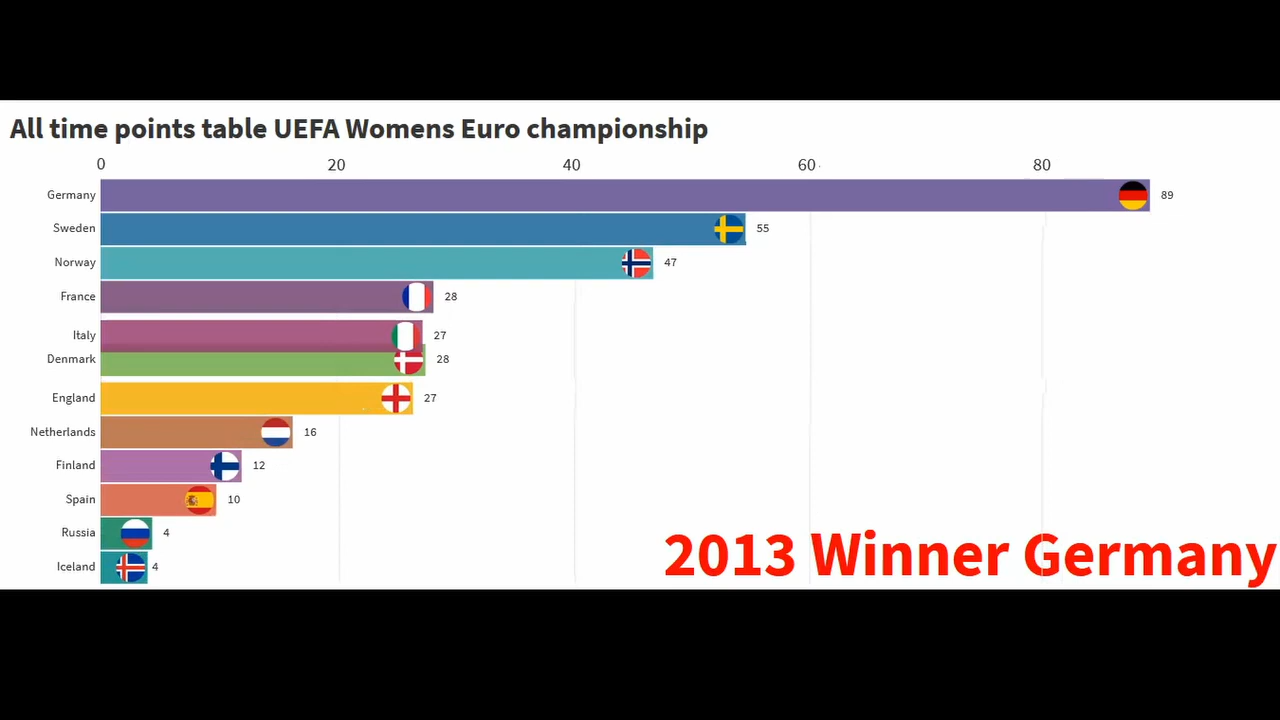 All time points table UEFA Womens Euro championship
0 20 40 60 80
Germany 89
Sweden 55
Norway 47
France 28
Italy 27
Denmark 28
England 27
Netherlands 16
Finland 12
Spain 10
Russia 4
Iceland 4
2013 Winner Germany